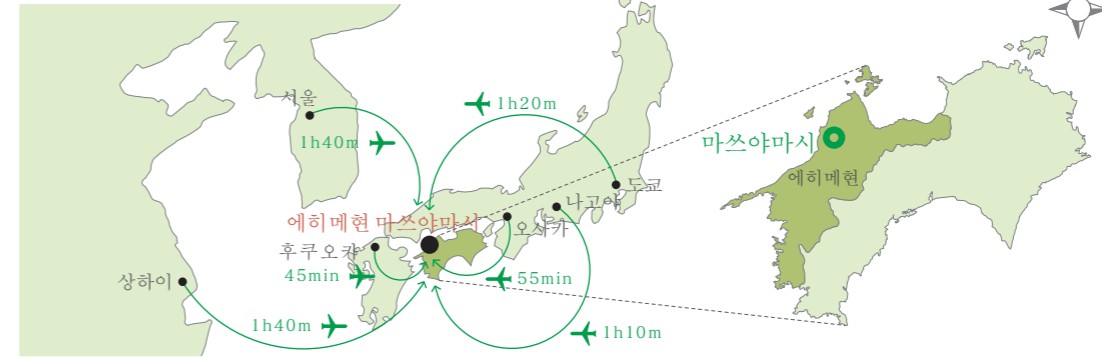 서울
1h40m
1h20m
도쿄
나고야
에히메현 마쓰야마시
오사카
후쿠오카
45min
55min
상하이
1h40m
1h10m
마쓰야마시
에히메현